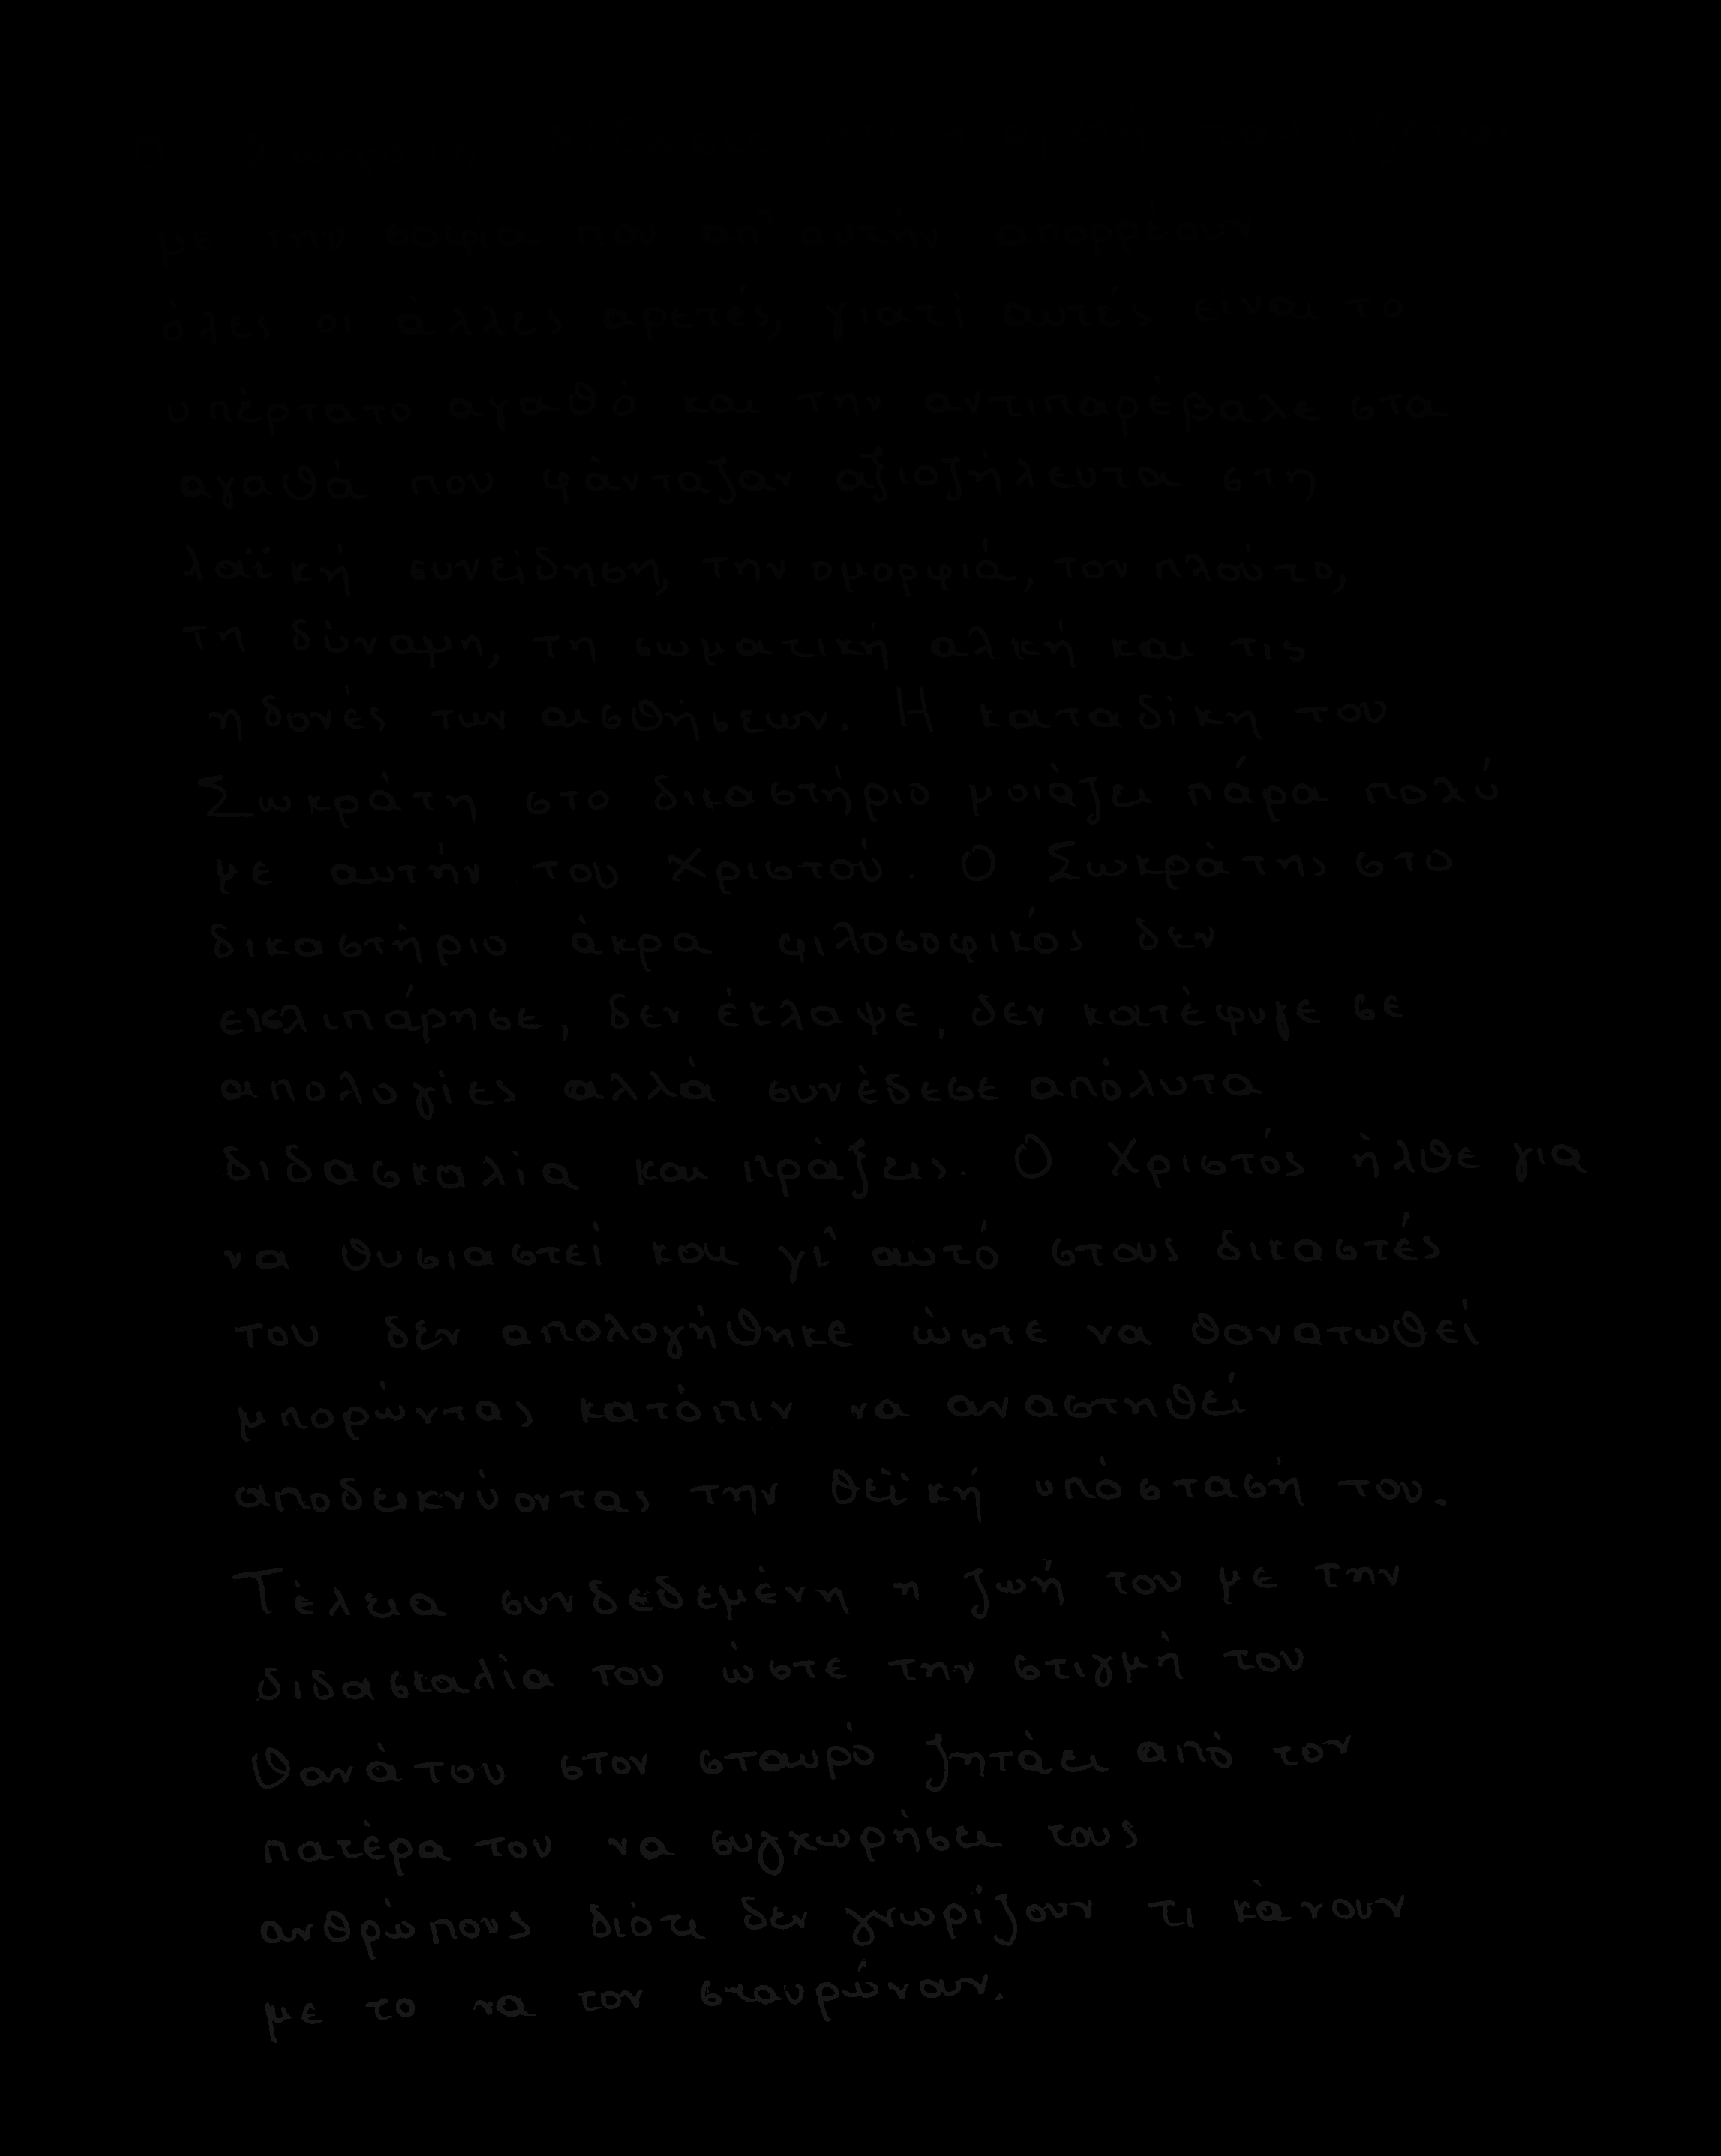 με την σοφία που απ' αυτήν απορρέουν
όλες οι άλλες αρετές, γιατί αυτές είναι το
υπέρτατο αγαθό και την αντιπαρέβαλε στα
αγαθά που φάνταζαν αξιοζήλευτα στη
λαϊκή συνείδηση, την ομορφιά, τον πλούτο,
τη δύναμη, τη σωματική αλκή και τις
ηδονές των αισθήσεων. Η καταδίκη του
Σωκράτη στο δικαστήριο μοιάζει πάρα πολύ
με αυτήν του Χριστού. Ο Σωκράτης στο
δικαστήριο άκρα φιλοσοφικός δεν
εκλιπάρησε, δεν έκλαψε, δεν κατέφυγε σε
απολογίες αλλά συνέδεσε απόλυτα
διδασκαλία και πράξεις. Ο Χριστός ήλθε για
να θυσιαστεί και γι' αυτό στους δικαστές
του δεν απολογήθηκε ώστε να θανατωθεί
μπορώντας κατόπιν να αναστηθεί
αποδεικνύοντας την θεϊκή υπόστασή του.
Τέλεια συνδεδεμένη η ζωή του με την
διδασκαλία του ώστε την στιγμή του
θανάτου στον σταυρό ζητάει από τον
πατέρα του να συγχωρήσει τους
ανθρώπους διότι δεν γνωρίζουν τι κάνουν
με το να τον σταυρώνουν.